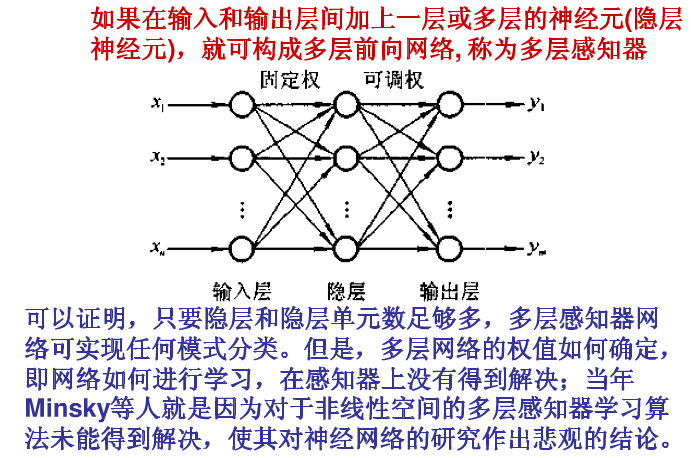 如果在输入和输出层间加上一层或多层的神经元(隐层
神经元)，就可构成多层前向网络, 称为多层感知器
固定权 可调权
x₁ y₁
x₂ y₂
⋮ ⋮ ⋮
xₙ yₘ
输入层 隐层 输出层
可以证明，只要隐层和隐层单元数足够多，多层感知器网
络可实现任何模式分类。但是，多层网络的权值如何确定，
即网络如何进行学习，在感知器上没有得到解决；当年
Minsky等人就是因为对于非线性空间的多层感知器学习算
法未能得到解决，使其对神经网络的研究作出悲观的结论。